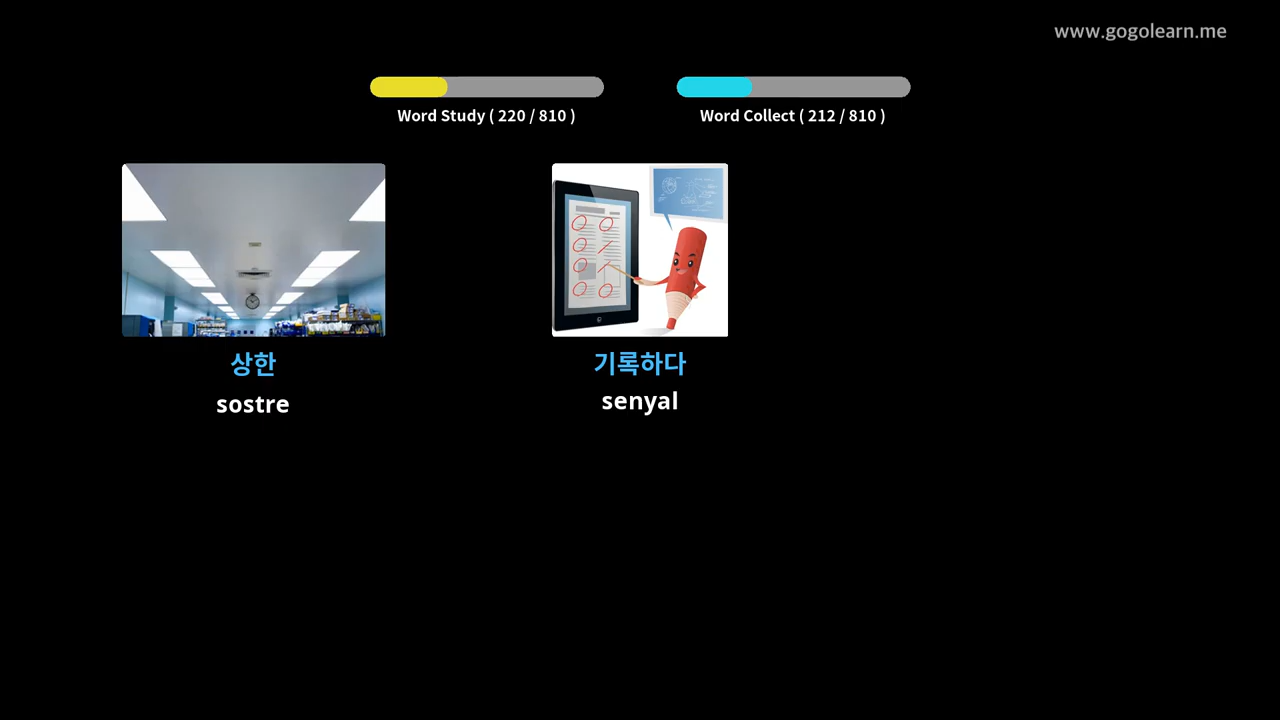 www.gogolearn.me
Word Study ( 220 / 810 )
Word Collect ( 212 / 810 )
상한
sostre
기록하다
senyal